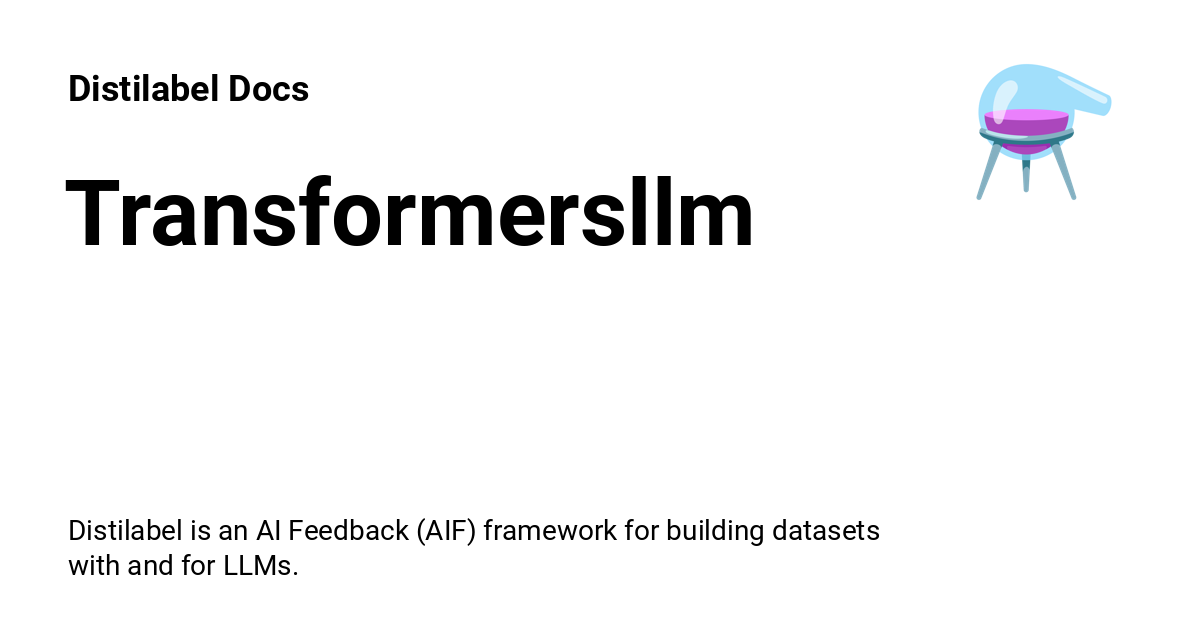 Distilabel Docs
Transformersllm
Distilabel is an AI Feedback (AIF) framework for building datasets
with and for LLMs.